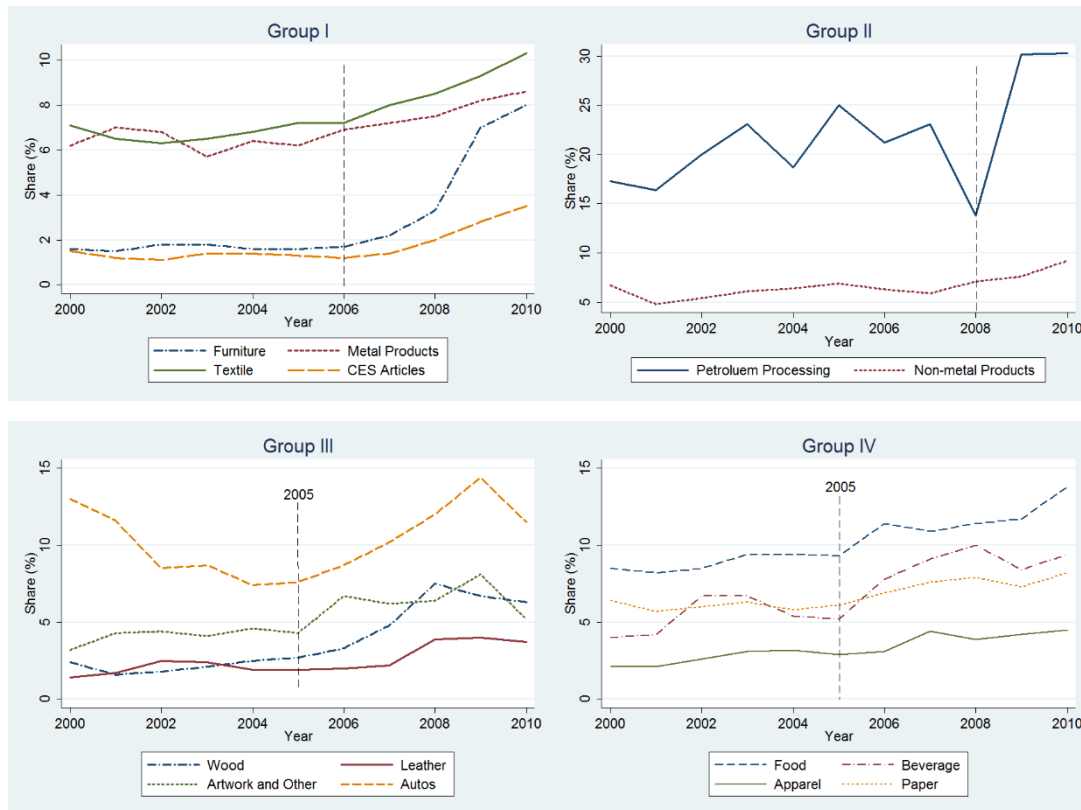 Group I
Share (%)
10
8
6
4
2
0
2000 2002 2004 2006 2008 2010
Year
Furniture Metal Products
Textile CES Articles
Group II
Share (%)
30
25
20
15
10
5
2000 2002 2004 2006 2008 2010
Year
Petroluem Processing Non-metal Products
Group III
Share (%)
15
10
5
0
2005
2000 2002 2004 2006 2008 2010
Year
Wood Leather
Artwork and Other Autos
Group IV
Share (%)
15
10
5
0
2005
2000 2002 2004 2006 2008 2010
Year
Food Beverage
Apparel Paper